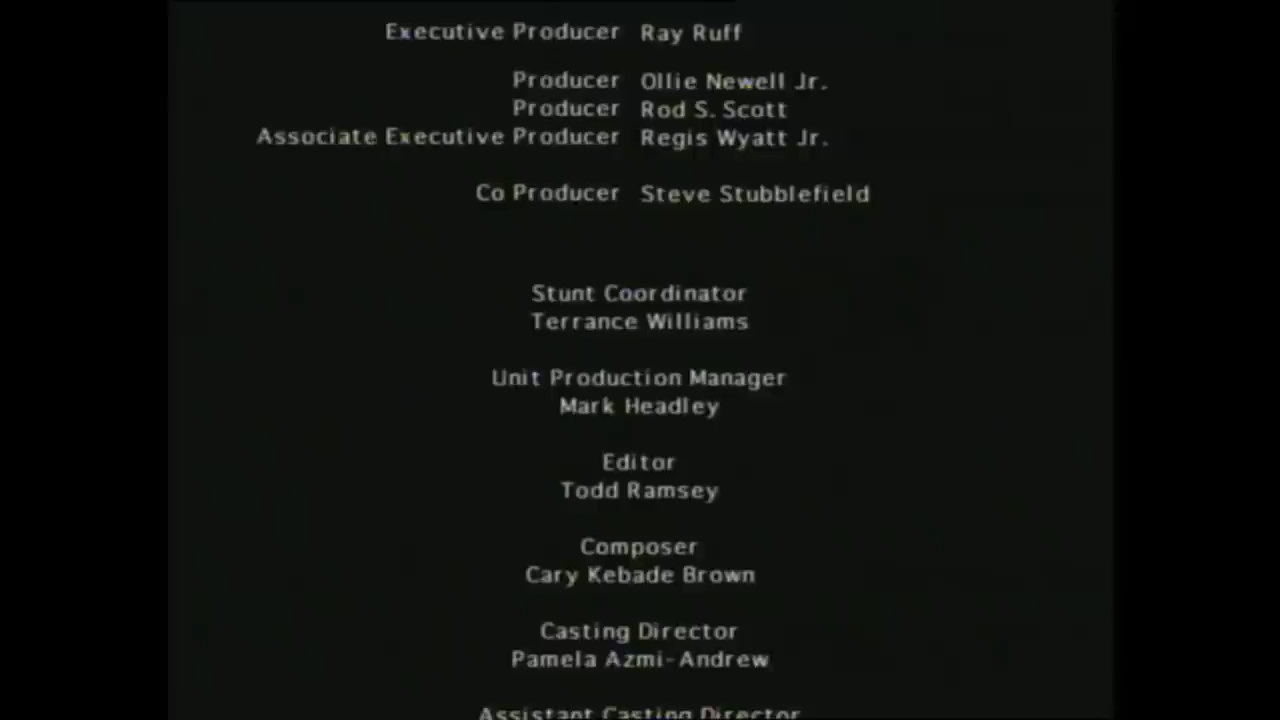 Executive Producer Ray Ruff
Producer Ollie Newell Jr.
Producer Rod S. Scott
Associate Executive Producer Regis Wyatt Jr.
Co Producer Steve Stubblefield
Stunt Coordinator
Terrance Williams
Unit Production Manager
Mark Headley
Editor
Todd Ramsey
Composer
Cary Kebade Brown
Casting Director
Pamela Azmi-Andrew
Assistant Casting Director